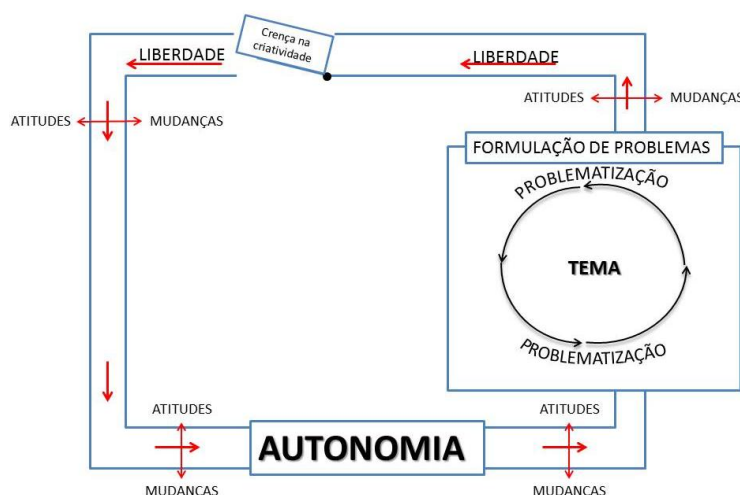 Crença na
criatividade
LIBERDADE
LIBERDADE
ATITUDES
MUDANÇAS
ATITUDES
MUDANÇAS
FORMULAÇÃO DE PROBLEMAS
PROBLEMATIZAÇÃO
TEMA
PROBLEMATIZAÇÃO
ATITUDES
ATITUDES
AUTONOMIA
MUDANÇAS
MUDANÇAS